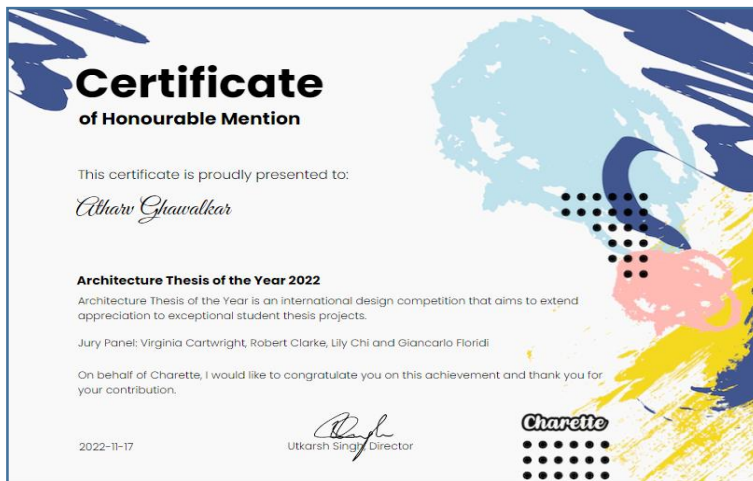 Certificate
of Honourable Mention
This certificate is proudly presented to:
Atharv Ghawalkar
Architecture Thesis of the Year 2022
Architecture Thesis of the Year is an international design competition that aims to extend
appreciation to exceptional student thesis projects.
Jury Panel: Virginia Cartwright, Robert Clarke, Lily Chi and Giancarlo Floridi
On behalf of Charette, I would like to congratulate you on this achievement and thank you for
your contribution.
2022-11-17
Utkarsh Singh, Director
Charette